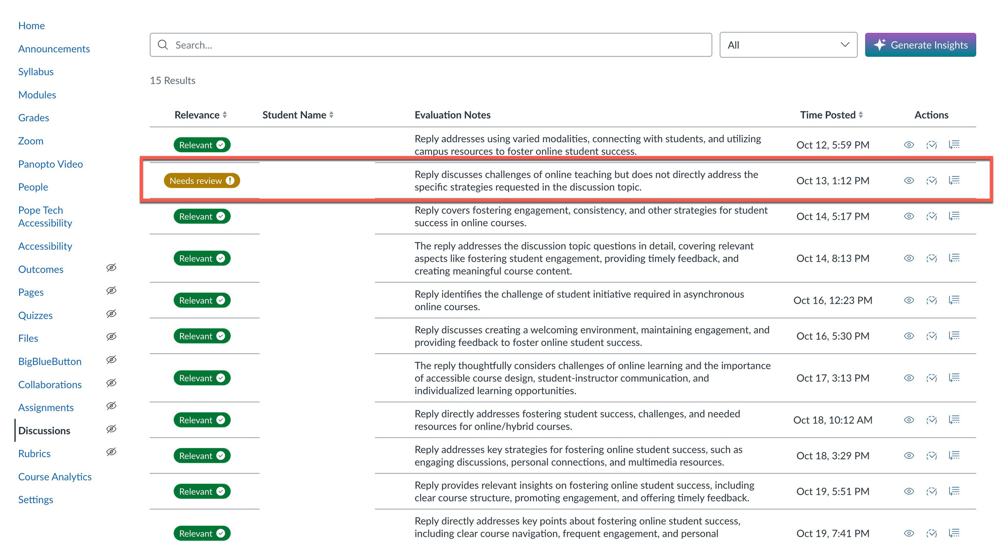 Home
Announcements
Syllabus
Modules
Grades
Zoom
Panopto Video
People
Pope Tech
Accessibility
Accessibility
Outcomes
Pages
Quizzes
Files
BigBlueButton
Collaborations
Assignments
Discussions
Rubrics
Course Analytics
Settings
Search...
All
Generate Insights
15 Results
Relevance Student Name Evaluation Notes Time Posted Actions
Relevant
Reply addresses using varied modalities, connecting with students, and utilizing
campus resources to foster online student success.
Oct 12, 5:59 PM
Needs review
Reply discusses challenges of online teaching but does not directly address the
specific strategies requested in the discussion topic.
Oct 13, 1:12 PM
Relevant
Reply covers fostering engagement, consistency, and other strategies for student
success in online courses.
Oct 14, 5:17 PM
Relevant
The reply addresses the discussion topic questions in detail, covering relevant
aspects like fostering student engagement, providing timely feedback, and
creating meaningful course content.
Oct 14, 8:13 PM
Relevant
Reply identifies the challenge of student initiative required in asynchronous
online courses.
Oct 16, 12:23 PM
Relevant
Reply discusses creating a welcoming environment, maintaining engagement, and
providing feedback to foster online student success.
Oct 16, 5:30 PM
Relevant
The reply thoughtfully considers challenges of online learning and the importance
of accessible course design, student-instructor communication, and
individualized learning opportunities.
Oct 17, 3:13 PM
Relevant
Reply directly addresses fostering student success, challenges, and needed
resources for online/hybrid courses.
Oct 18, 10:12 AM
Relevant
Reply addresses key strategies for fostering online student success, such as
engaging discussions, personal connections, and multimedia resources.
Oct 18, 3:29 PM
Relevant
Reply provides relevant insights on fostering online student success, including
clear course structure, promoting engagement, and offering timely feedback.
Oct 19, 5:51 PM
Relevant
Reply directly addresses key points about fostering online student success,
including clear course navigation, frequent engagement, and personal
Oct 19, 7:41 PM